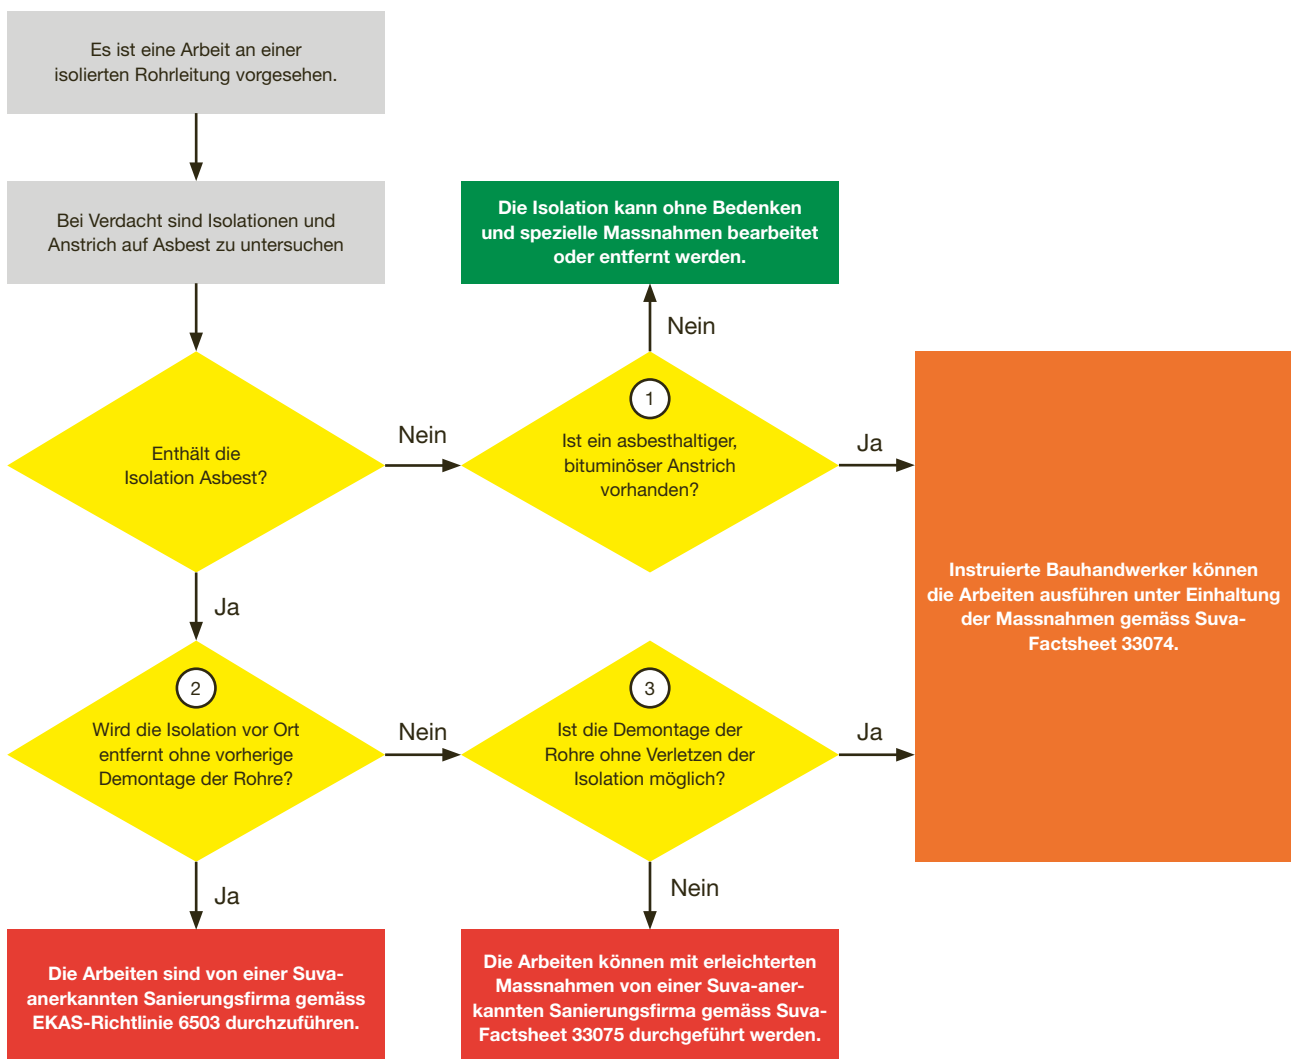 Es ist eine Arbeit an einer
isolierten Rohrleitung vorgesehen.
Bei Verdacht sind Isolationen und
Anstrich auf Asbest zu untersuchen
Die Isolation kann ohne Bedenken
und spezielle Massnahmen bearbeitet
oder entfernt werden.
Nein
Enthält die
Isolation Asbest?
Nein
1
Ist ein asbesthaltiger,
bituminöser Anstrich
vorhanden?
Ja
Instruierte Bauhandwerker können
die Arbeiten ausführen unter Einhaltung
der Massnahmen gemäss Suva-
Factsheet 33074.
Ja
2
Wird die Isolation vor Ort
entfernt ohne vorherige
Demontage der Rohre?
Nein
3
Ist die Demontage der
Rohre ohne Verletzen der
Isolation möglich?
Ja
Ja
Nein
Die Arbeiten sind von einer Suva-
anerkannten Sanierungsfirma gemäss
EKAS-Richtlinie 6503 durchzuführen.
Die Arbeiten können mit erleichterten
Massnahmen von einer Suva-aner-
kannten Sanierungsfirma gemäss Suva-
Factsheet 33075 durchgeführt werden.